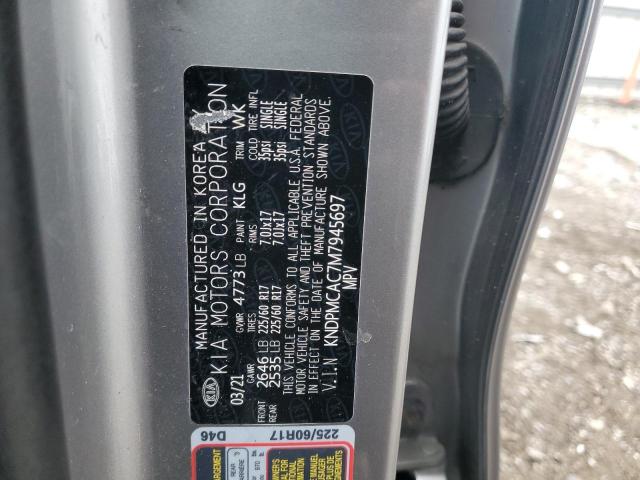 MANUFACTURED IN KOREA
KIA MOTORS CORPORATION
03/21 GVWR 4773 LB PAINT KLG TRIM WK
GAWR TIRES RIMS COLD TIRE INFL
FRONT 2646 LB 225/60 R17 7.0Jx17 35psi SINGLE
REAR 2535 LB 225/60 R17 7.0Jx17 35psi SINGLE
THIS VEHICLE CONFORMS TO ALL APPLICABLE U.S.A. FEDERAL
MOTOR VEHICLE SAFETY AND THEFT PREVENTION STANDARDS
IN EFFECT ON THE DATE OF MANUFACTURE SHOWN ABOVE.
V.I.N KNDPMCAC7M7945697
MPV
KIA
D46
225/60R17
REAR